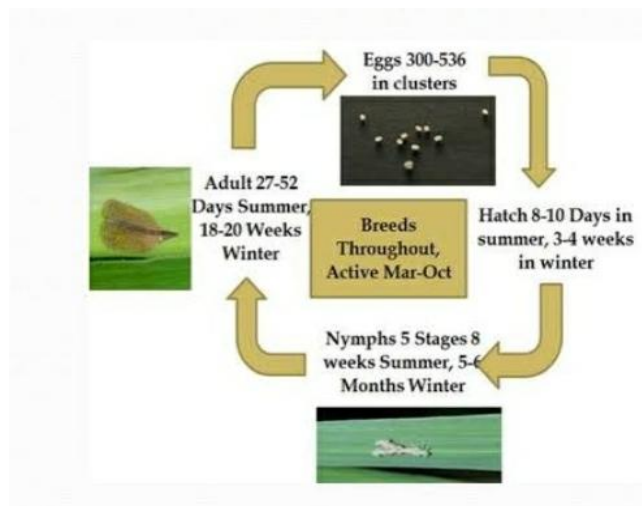 Eggs 300-536
in clusters
Hatch 8-10 Days in
summer, 3-4 weeks
in winter
Nymphs 5 Stages 8
weeks Summer, 5-6
Months Winter
Adult 27-52
Days Summer,
18-20 Weeks
Winter
Breeds
Throughout,
Active Mar-Oct